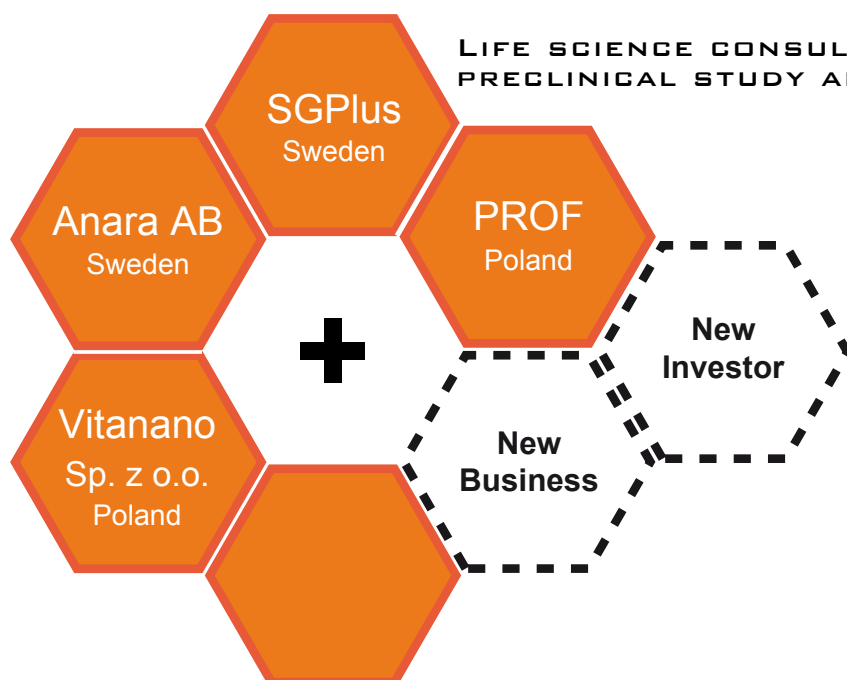 LIFE SCIENCE CONSUL
PRECLINICAL STUDY
SGPlus
Sweden
Anara AB
Sweden
PROF
Poland
New
Investor
Vitanano
Sp. z o.o.
Poland
New
Business